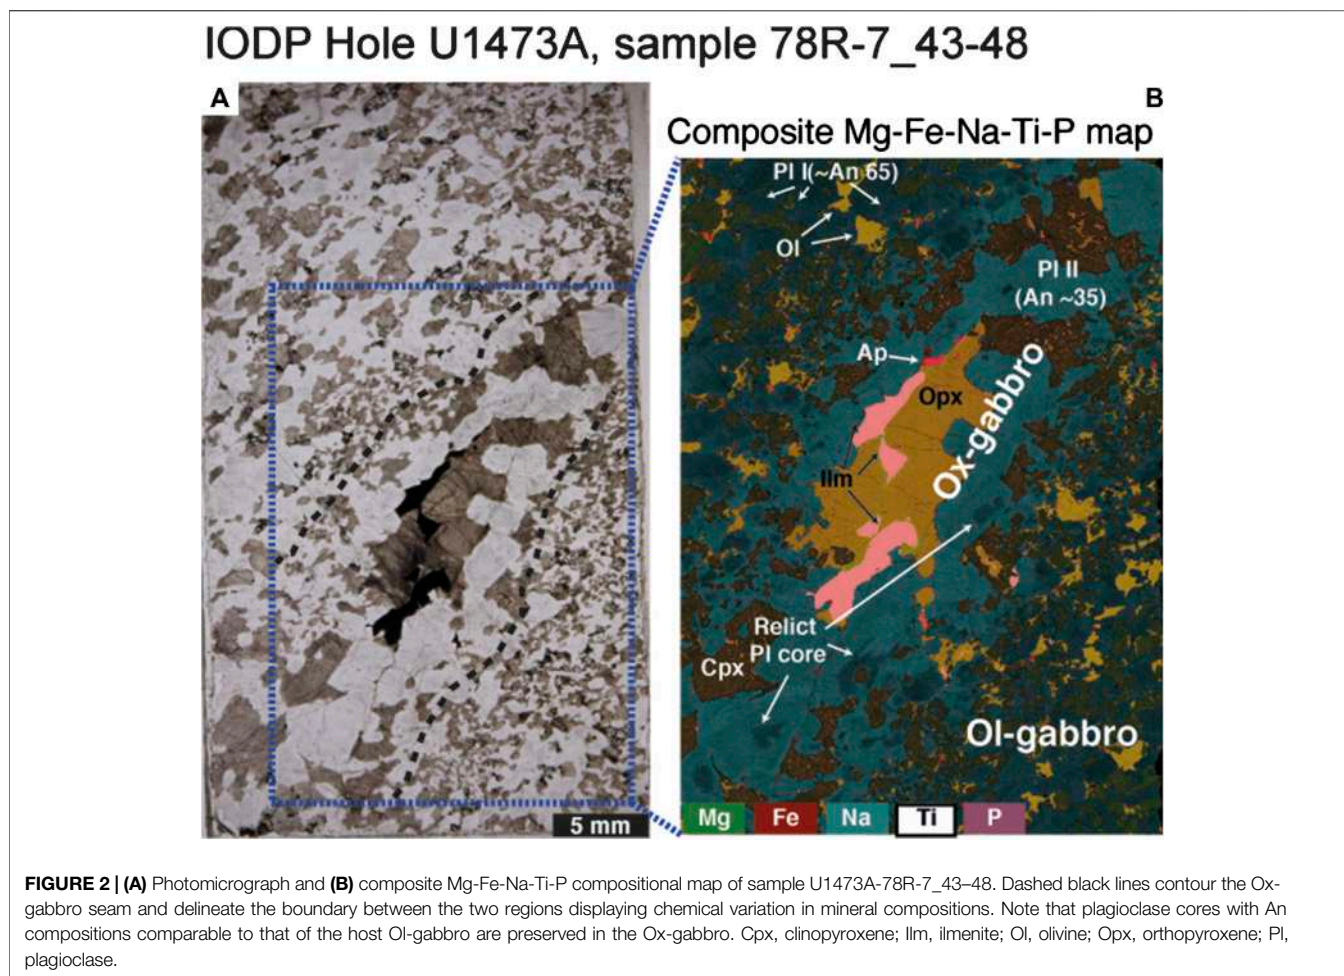 IODP Hole U1473A, sample 78R-7_43-48
A
B
Composite Mg-Fe-Na-Ti-P map
Pl I(~An 65)
Ol
Pl II
(An ~35)
Ap
Opx
Ox-gabbro
Ilm
Relict
Pl core
Cpx
Ol-gabbro
Mg Fe Na Ti P
5 mm
FIGURE 2 | (A) Photomicrograph and (B) composite Mg-Fe-Na-Ti-P compositional map of sample U1473A-78R-7_43–48. Dashed black lines contour the Ox-
gabbro seam and delineate the boundary between the two regions displaying chemical variation in mineral compositions. Note that plagioclase cores with An
compositions comparable to that of the host Ol-gabbro are preserved in the Ox-gabbro. Cpx, clinopyroxene; Ilm, ilmenite; Ol, olivine; Opx, orthopyroxene; Pl,
plagioclase.